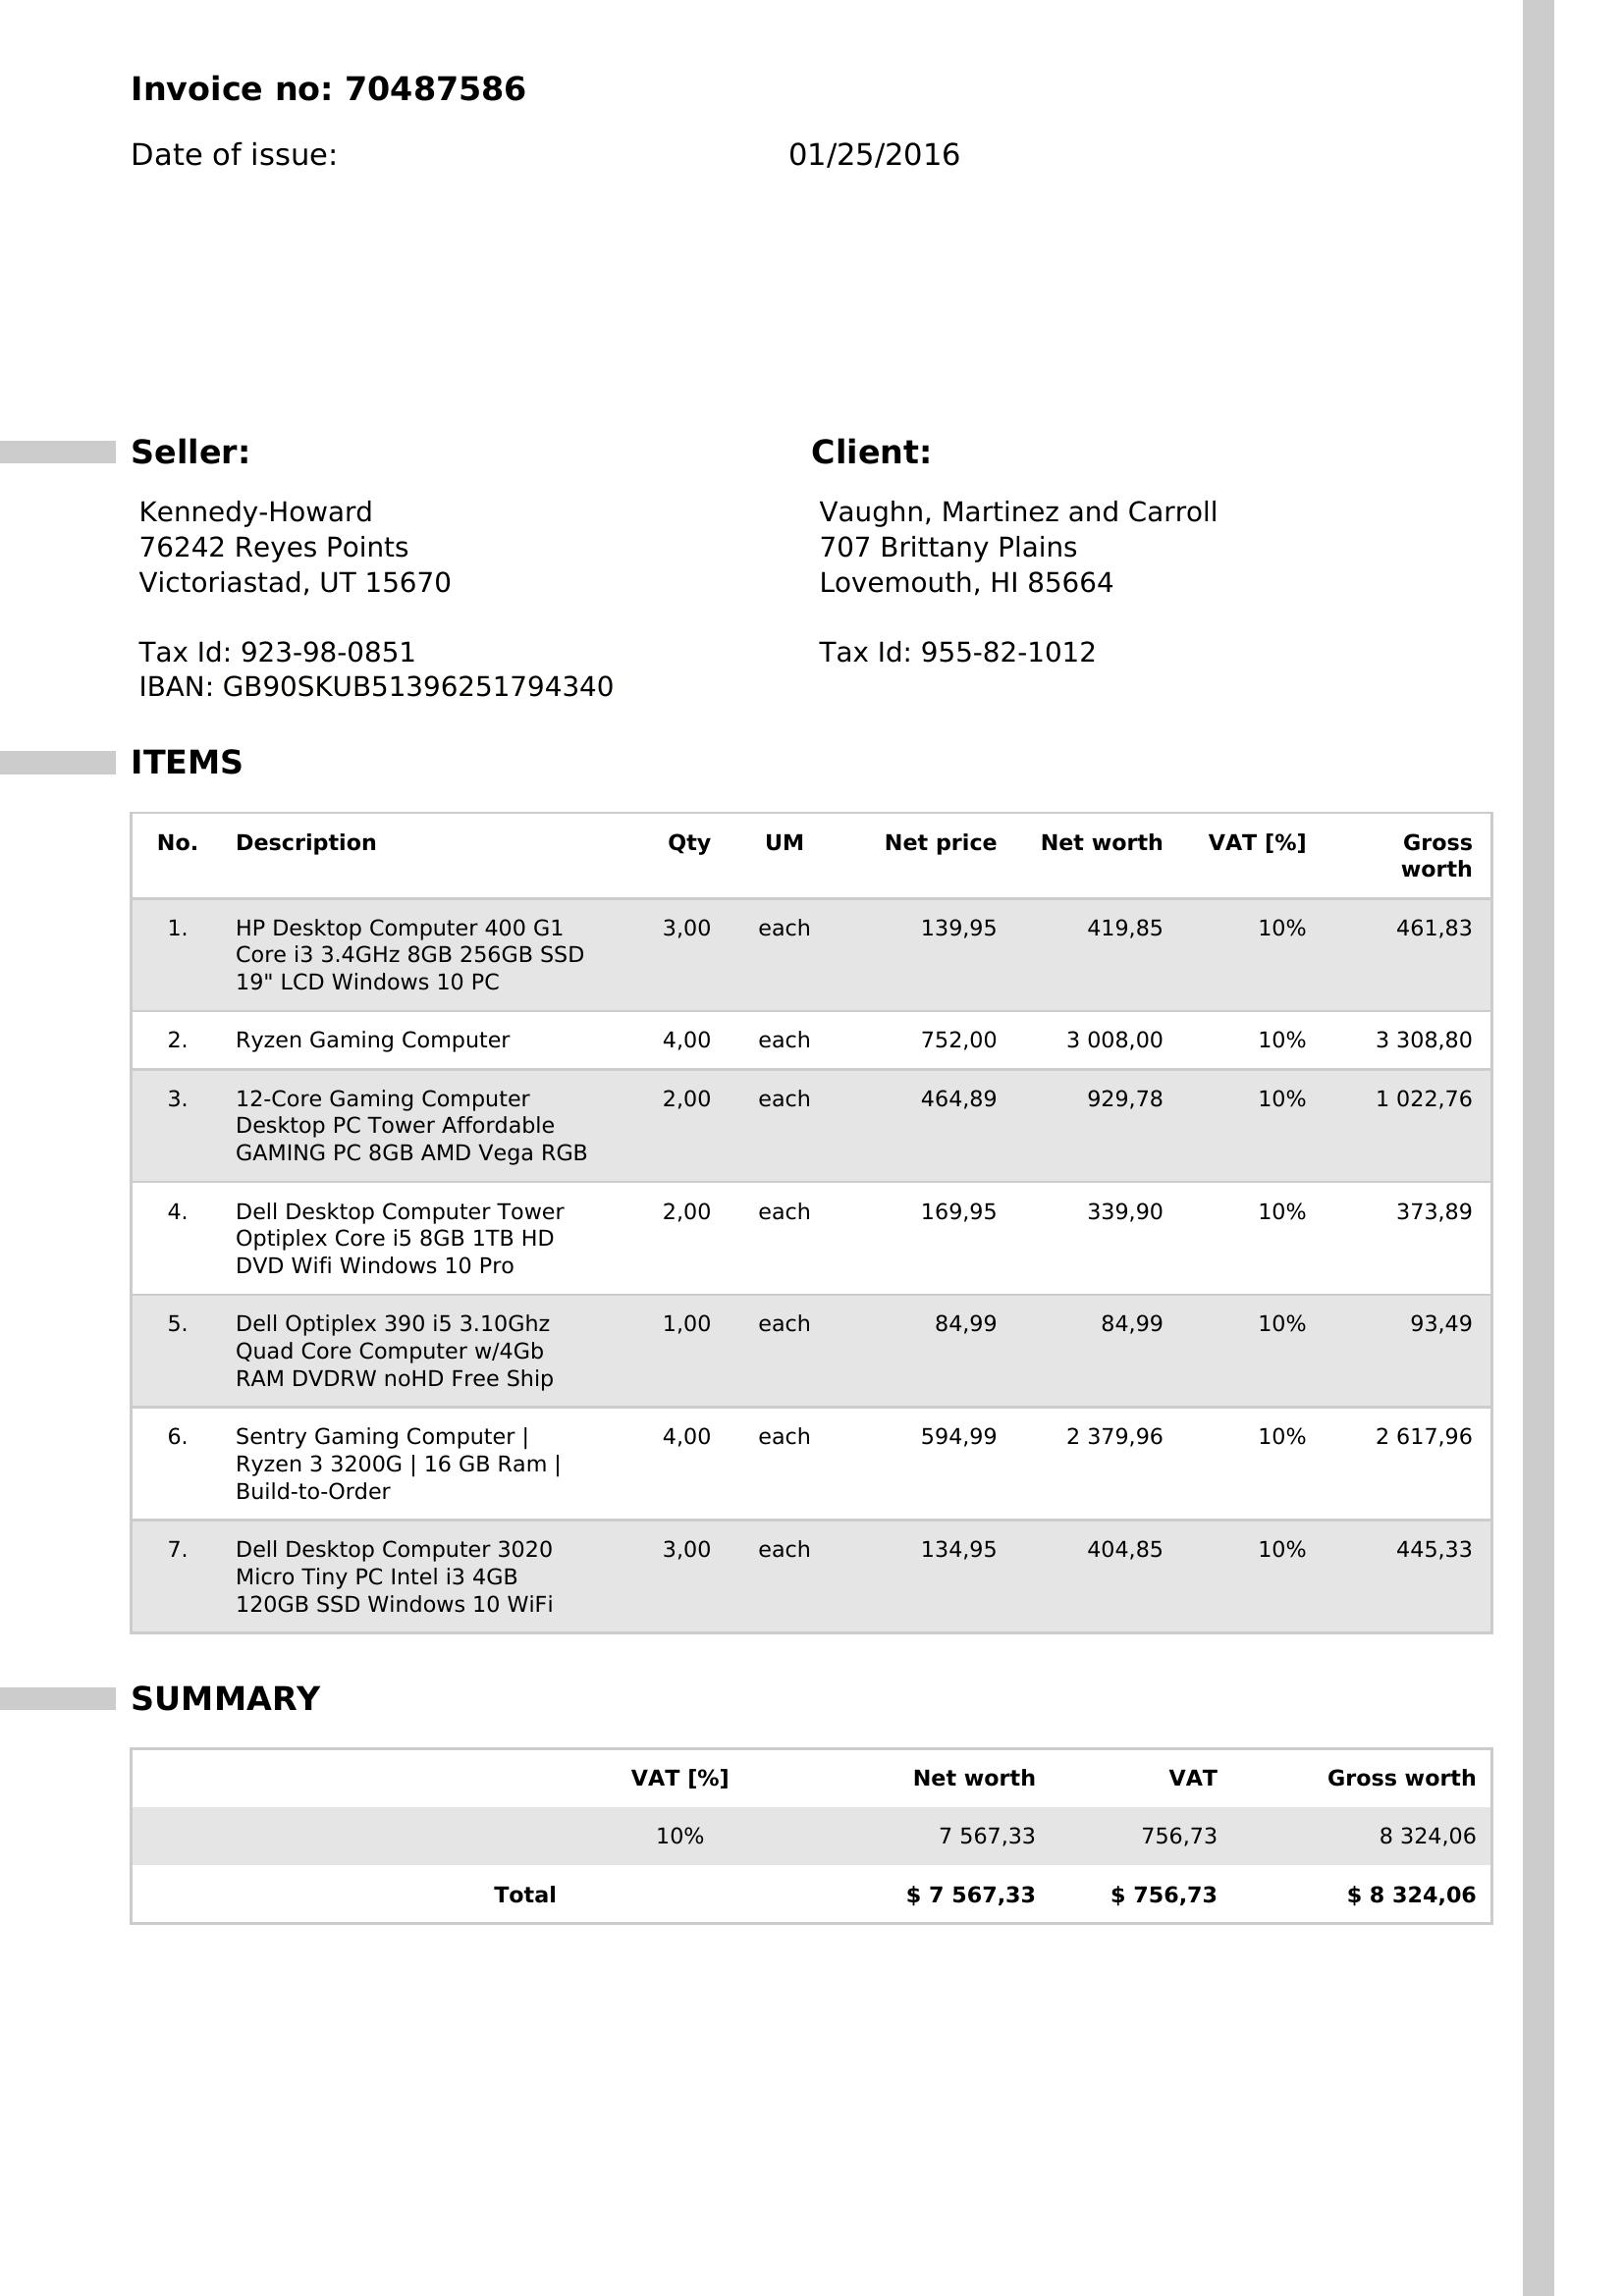 Invoice no: 70487586
Date of issue: 01/25/2016
Seller: Client:
Kennedy-Howard Vaughn, Martinez and Carroll
76242 Reyes Points 707 Brittany Plains
Victoriastad, UT 15670 Lovemouth, HI 85664
Tax Id: 923-98-0851 Tax Id: 955-82-1012
IBAN: GB90SKUB51396251794340
ITEMS
No. Description Qty UM Net price Net worth VAT [%] Gross
worth
1. HP Desktop Computer 400 G1 3,00 each 139,95 419,85 10% 461,83
Core i3 3.4GHz 8GB 256GB SSD
19" LCD Windows 10 PC
2. Ryzen Gaming Computer 4,00 each 752,00 3 008,00 10% 3 308,80
3. 12-Core Gaming Computer 2,00 each 464,89 929,78 10% 1 022,76
Desktop PC Tower Affordable
GAMING PC 8GB AMD Vega RGB
4. Dell Desktop Computer Tower 2,00 each 169,95 339,90 10% 373,89
Optiplex Core i5 8GB 1TB HD
DVD Wifi Windows 10 Pro
5. Dell Optiplex 390 i5 3.10Ghz 1,00 each 84,99 84,99 10% 93,49
Quad Core Computer w/4Gb
RAM DVDRW noHD Free Ship
6. Sentry Gaming Computer | 4,00 each 594,99 2 379,96 10% 2 617,96
Ryzen 3 3200G | 16 GB Ram |
Build-to-Order
7. Dell Desktop Computer 3020 3,00 each 134,95 404,85 10% 445,33
Micro Tiny PC Intel i3 4GB
120GB SSD Windows 10 WiFi
SUMMARY
VAT [%] Net worth VAT Gross worth
10% 7 567,33 756,73 8 324,06
Total $ 7 567,33 $ 756,73 $ 8 324,06